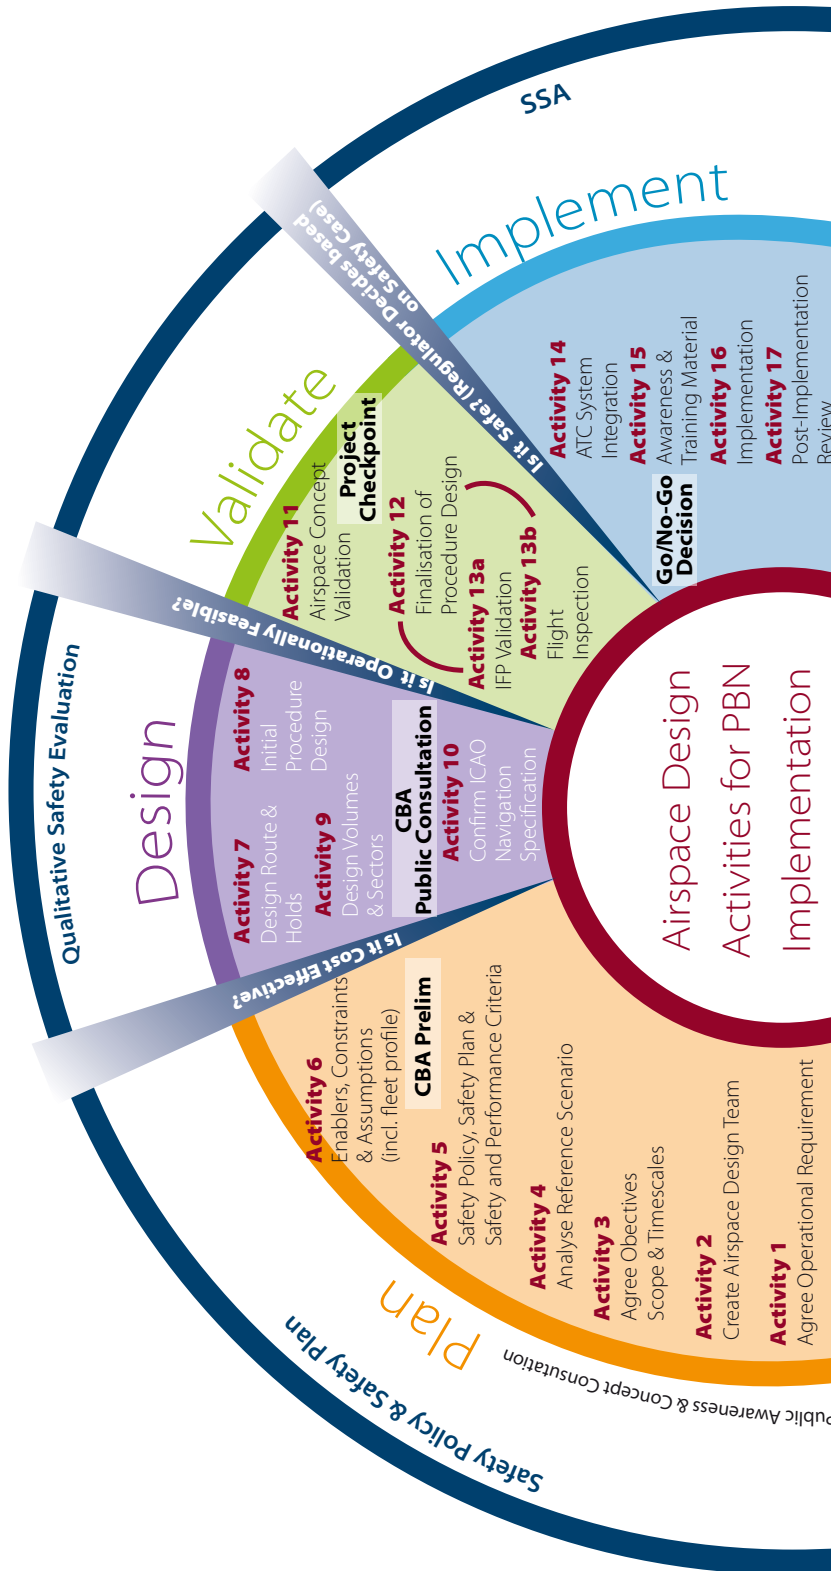 Airspace Design
Activities for PBN
Implementation
Safety Policy & Safety Plan
Public Awareness & Concept Consutation
Plan
Activity 1
Agree Operational Requirement
Activity 2
Create Airspace Design Team
Activity 3
Agree Obectives
Scope & Timescales
Activity 4
Analyse Reference Scenario
Activity 5
Safety Policy, Safety Plan &
Safety and Performance Criteria
Activity 6
Enablers, Constraints
& Assumptions
(incl. fleet profile)
CBA Prelim
Is it Cost Effective?
Qualitative Safety Evaluation
Design
Activity 7
Design Route &
Holds
Activity 8
Initial
Procedure
Design
Activity 9
Design Volumes
& Sectors
CBA
Public Consultation
Activity 10
Confirm ICAO
Navigation
Specification
Is it Operationally Feasible?
Validate
Activity 11
Airspace Concept
Validation
Project
Checkpoint
Activity 12
Finalisation of
Procedure Design
Activity 13a
IFP Validation
Activity 13b
Flight
Inspection
Is it Safe? (Regulator Decides based
on Safety Case)
SSA
Implement
Go/No-Go
Decision
Activity 14
ATC System
Integration
Activity 15
Awareness &
Training Material
Activity 16
Implementation
Activity 17
Post-Implementation
Review